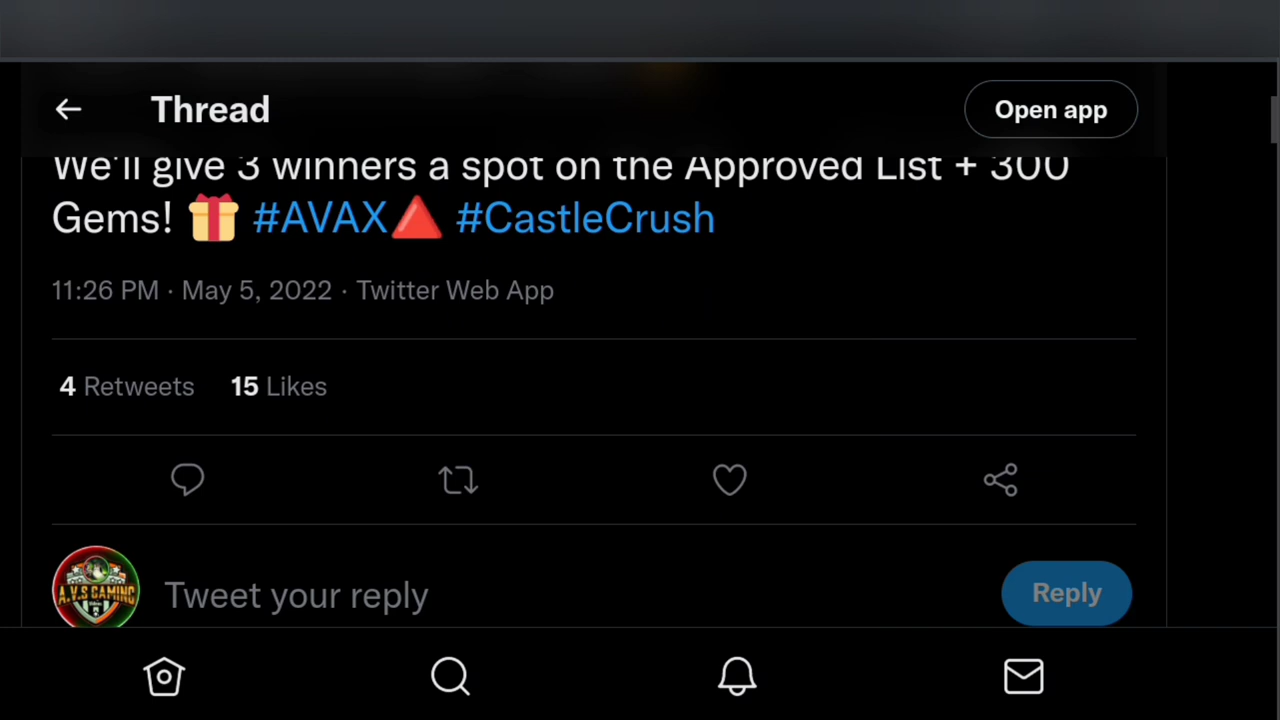 Thread
Open app
We'll give 3 winners a spot on the Approved List + 300
Gems! 🎁 #AVAX🔺 #CastleCrush
11:26 PM · May 5, 2022 · Twitter Web App
4 Retweets 15 Likes
A.V.S GAMING
Tweet your reply
Reply